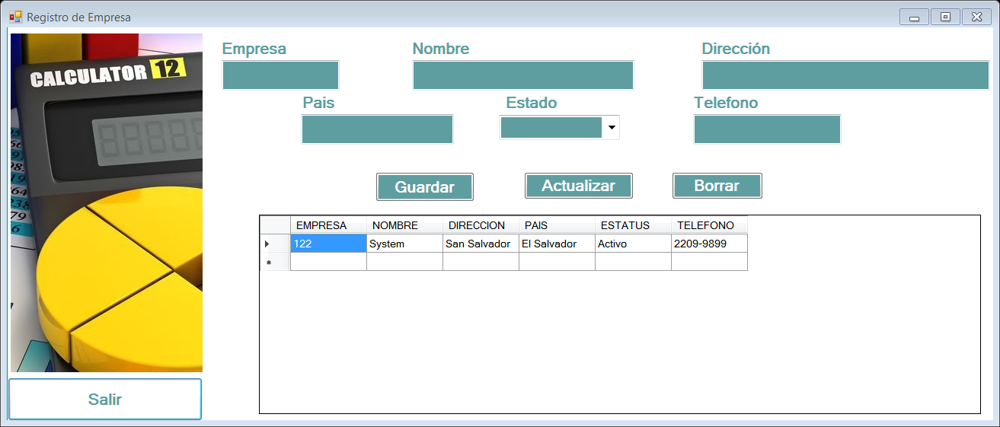 Registro de Empresa
CALCULATOR 12
Empresa Nombre Dirección
Pais Estado Telefono
Guardar Actualizar Borrar
EMPRESA NOMBRE DIRECCION PAIS ESTATUS TELEFONO
122 System San Salvador El Salvador Activo 2209-9899
Salir